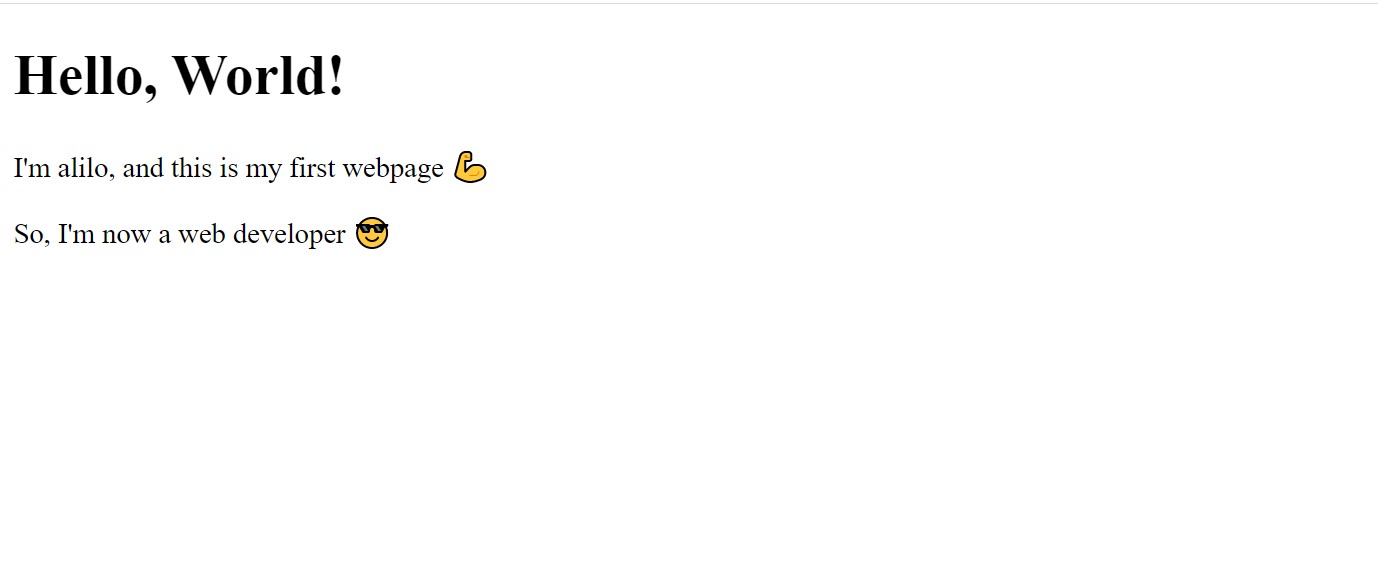 Hello, World!
I'm alilo, and this is my first webpage 💪
So, I'm now a web developer 😎